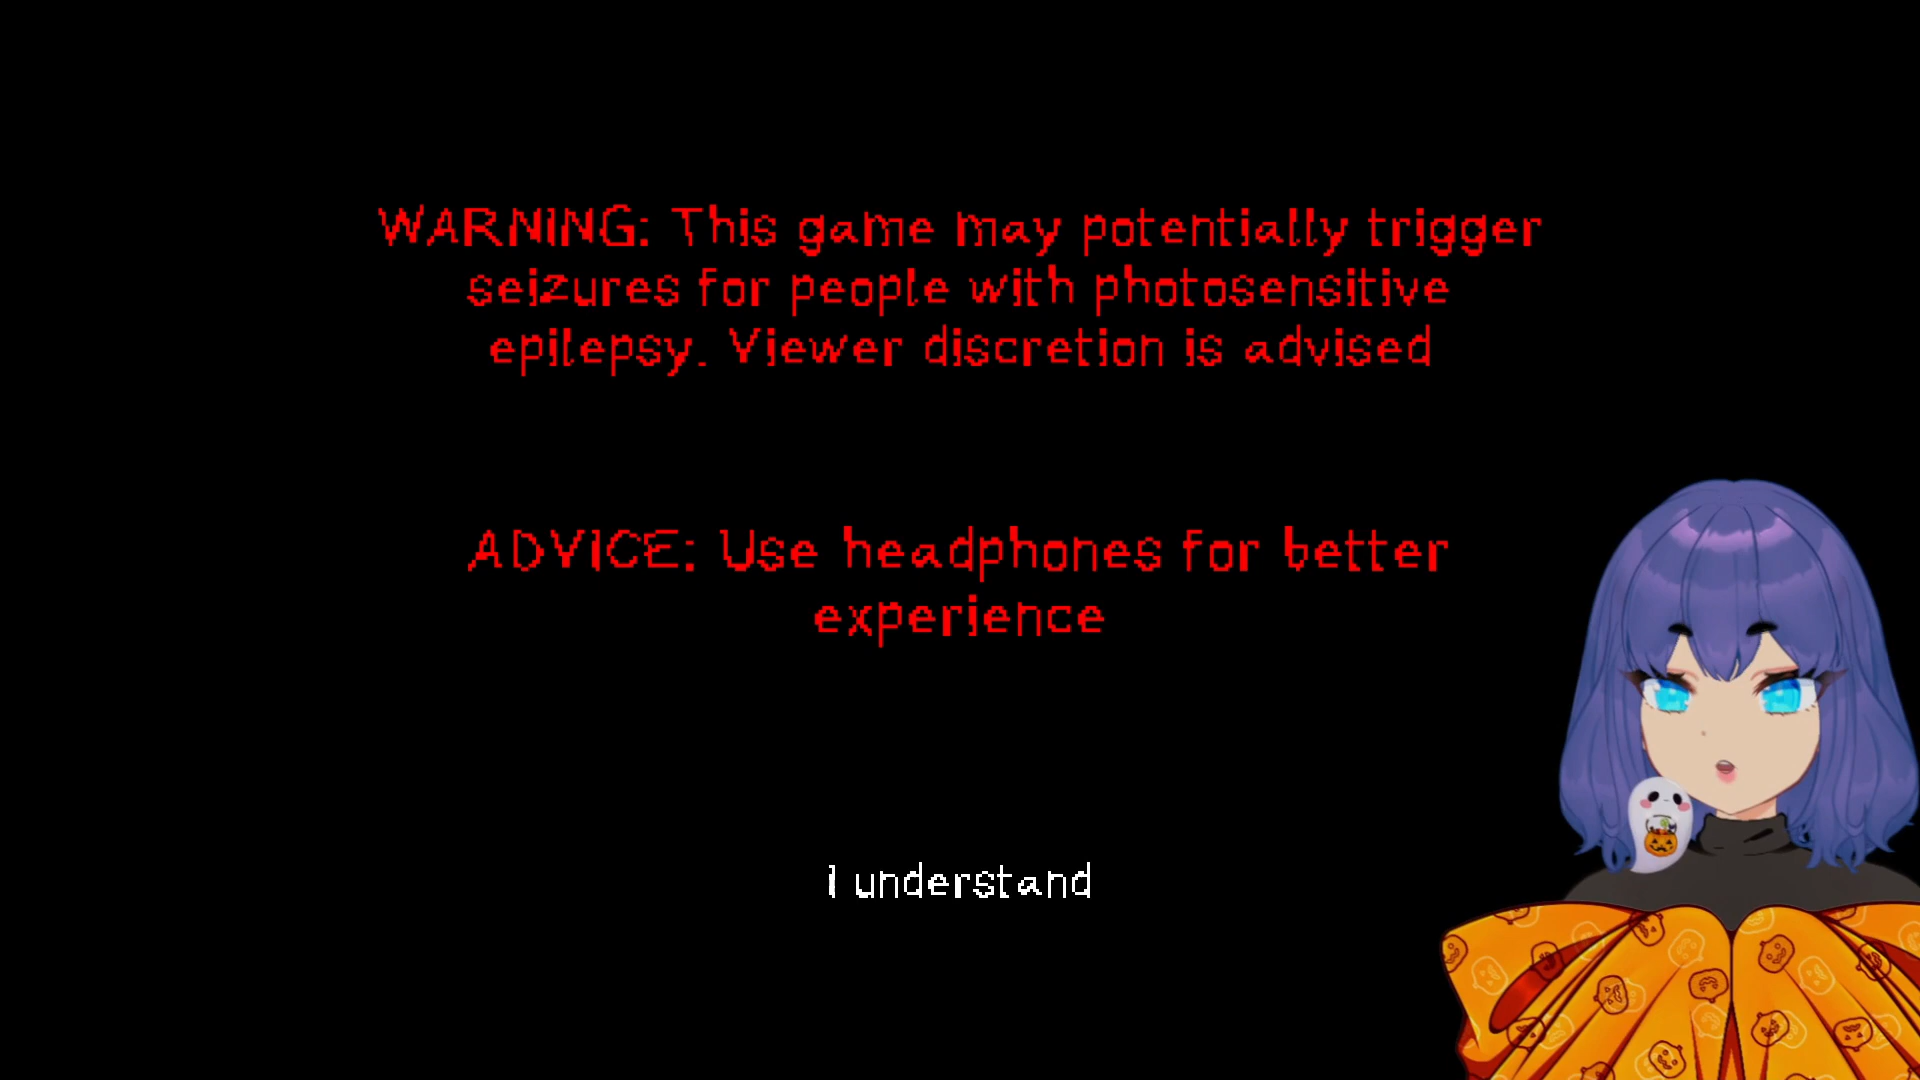 WARNING: This game may potentially trigger
seizures for people with photosensitive
epilepsy. Viewer discretion is advised
ADVICE: Use headphones for better
experience
I understand